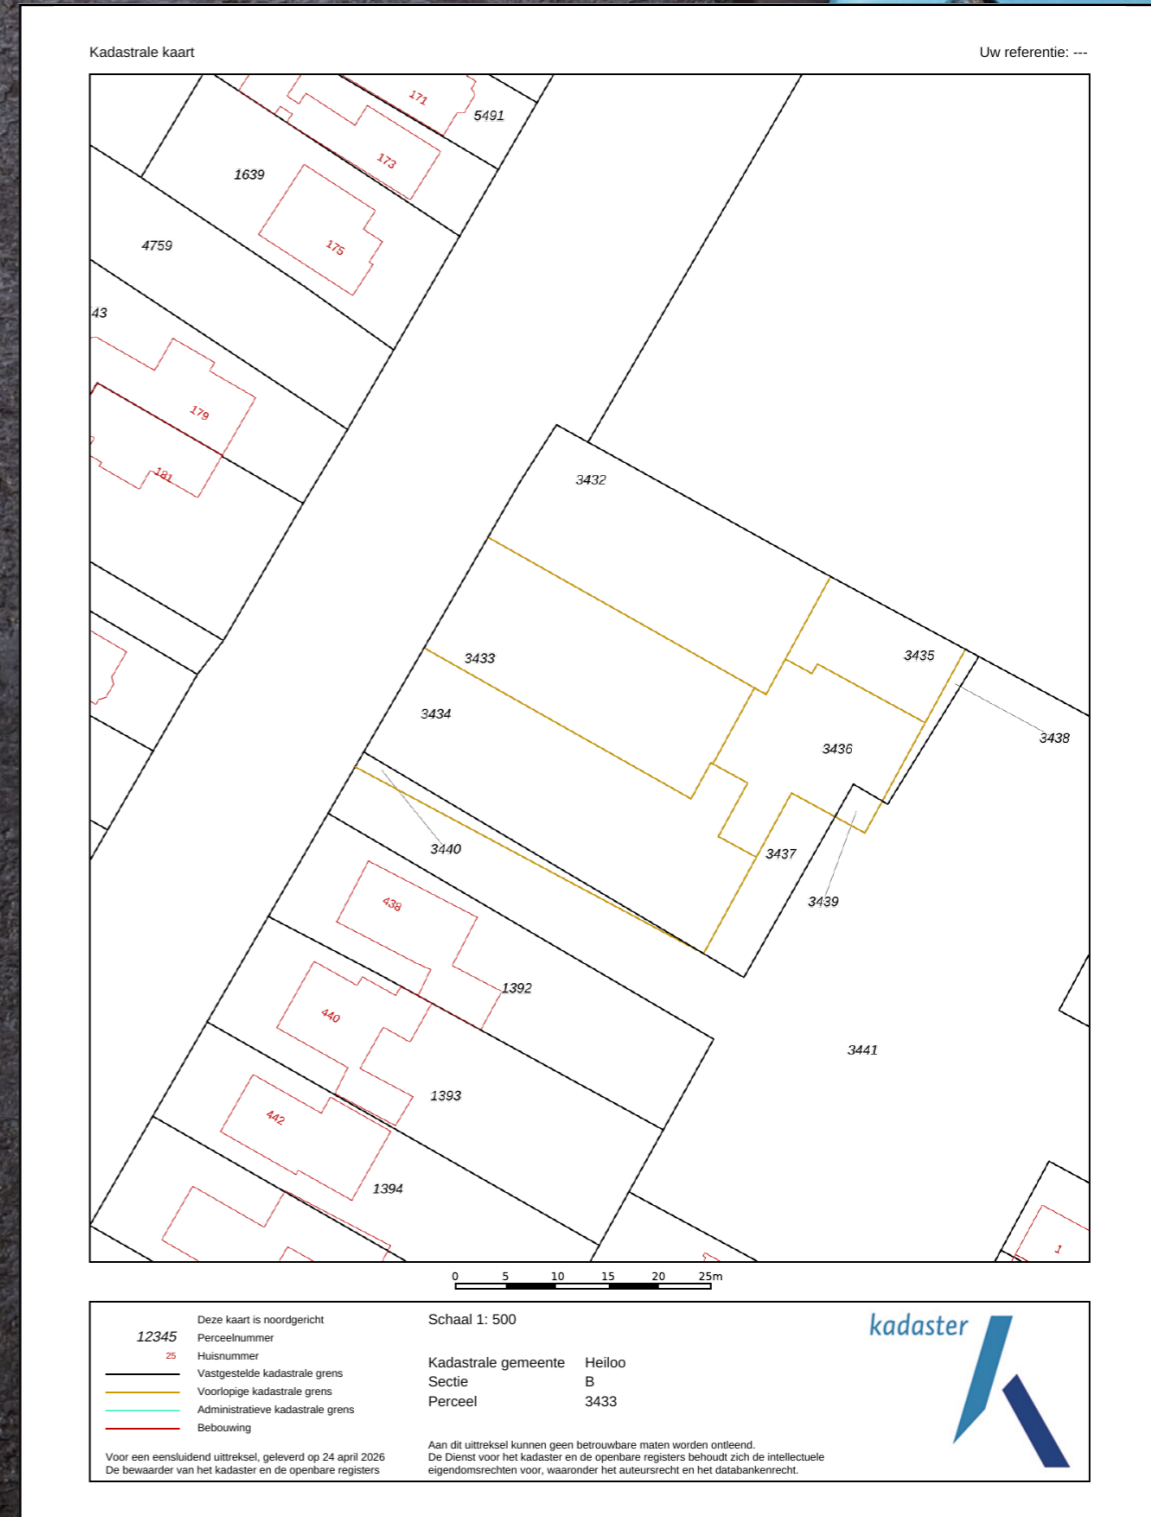 Kadastrale kaart
Uw referentie: ---
171
5491
173
1639
175
4759
43
179
181
3432
3433
3435
3434
3438
3436
3440
3437
438
3439
1392
440
3441
1393
442
1394
1
0 5 10 15 20 25m
Deze kaart is noordgericht
12345 Perceelnummer
25 Huisnummer
Vastgestelde kadastrale grens
Voorlopige kadastrale grens
Administratieve kadastrale grens
Bebouwing
Voor een eensluidend uittreksel, geleverd op 24 april 2026
De bewaarder van het kadaster en de openbare registers
Schaal 1: 500
Kadastrale gemeente Heiloo
Sectie B
Perceel 3433
Aan dit uittreksel kunnen geen betrouwbare maten worden ontleend.
De Dienst voor het kadaster en de openbare registers behoudt zich de intellectuele
eigendomsrechten voor, waaronder het auteursrecht en het databankenrecht.
kadaster